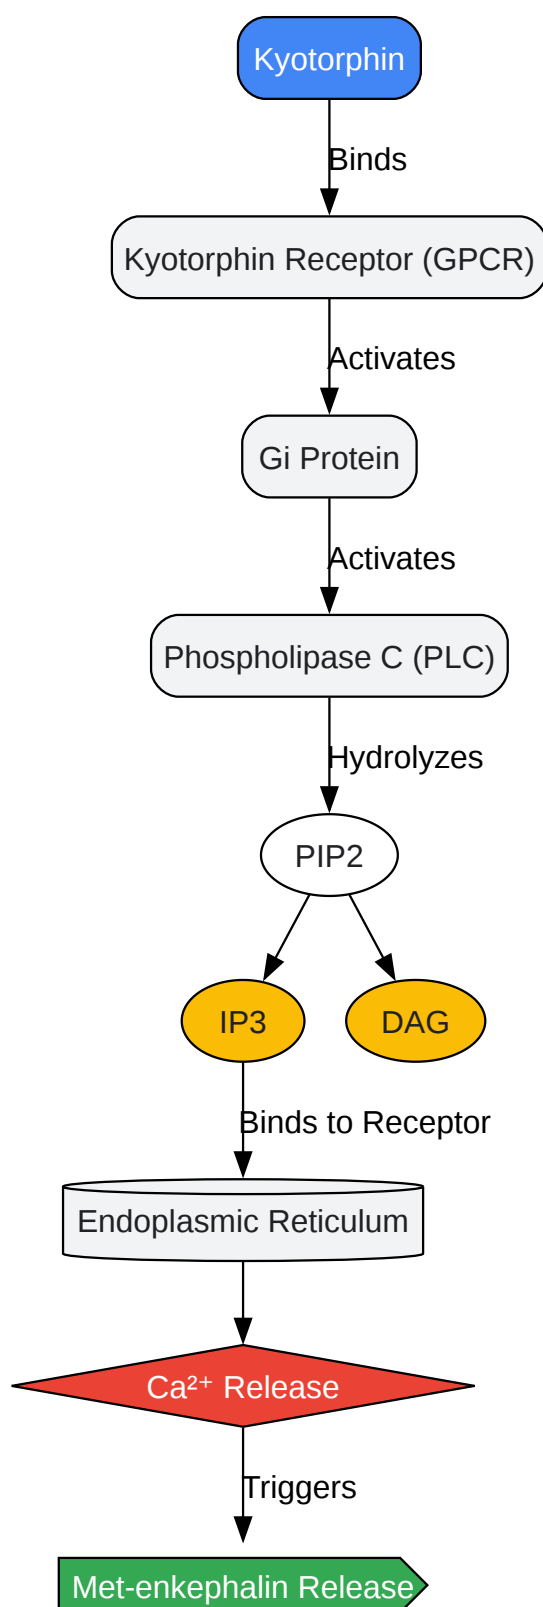 Kyotorphin
Binds
Kyotorphin Receptor (GPCR)
Activates
Gi Protein
Activates
Phospholipase C (PLC)
Hydrolyzes
PIP2
IP3
DAG
Binds to Receptor
Endoplasmic Reticulum
Ca²⁺ Release
Triggers
Met-enkephalin Release